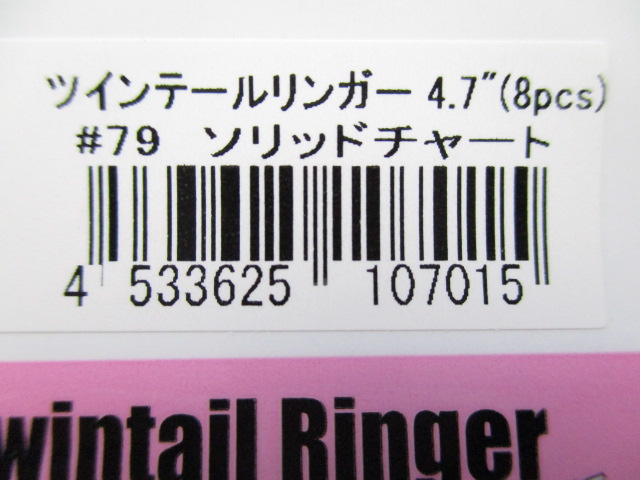 ツインテールリンガー 4.7"(8pcs)
#79 ソリッドチャート
4 533625 107015
wintail Ringer